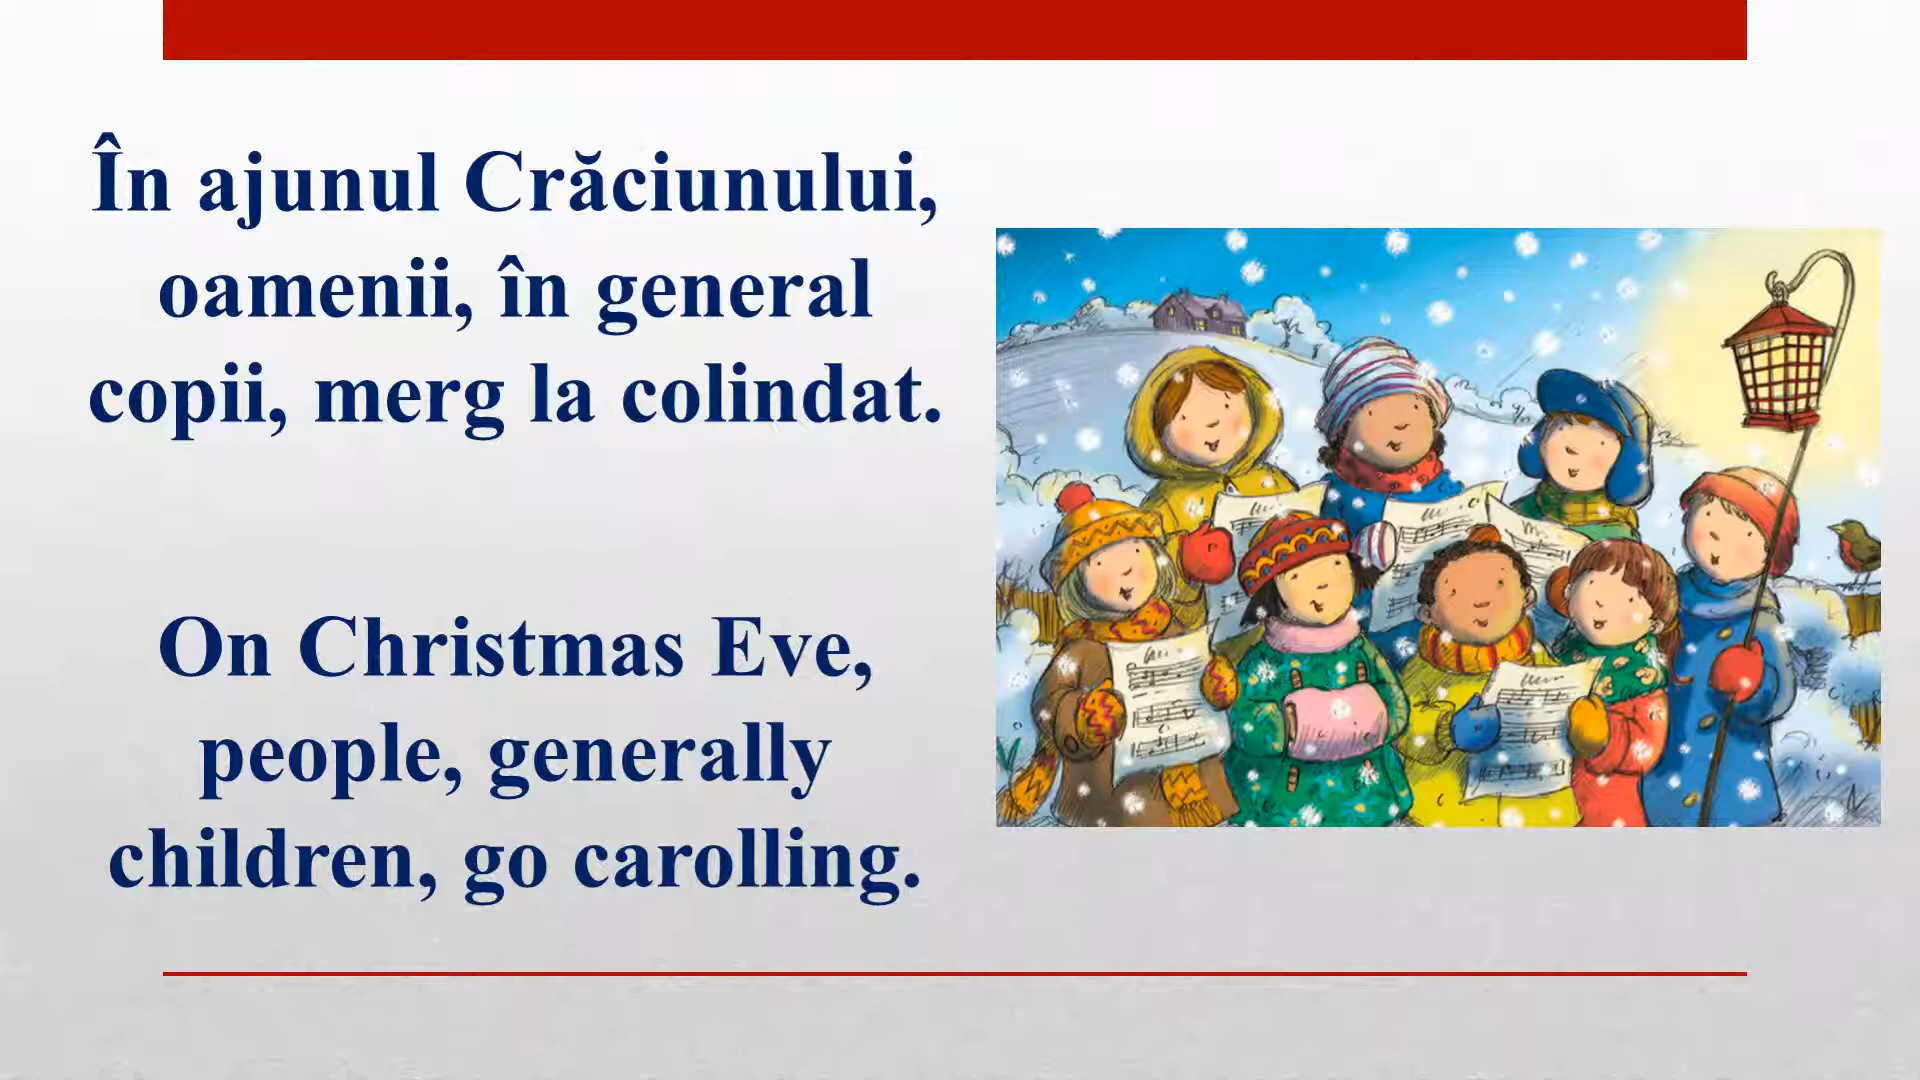 În ajunul Crăciunului,
oamenii, în general
copii, merg la colindat.
On Christmas Eve,
people, generally
children, go carolling.